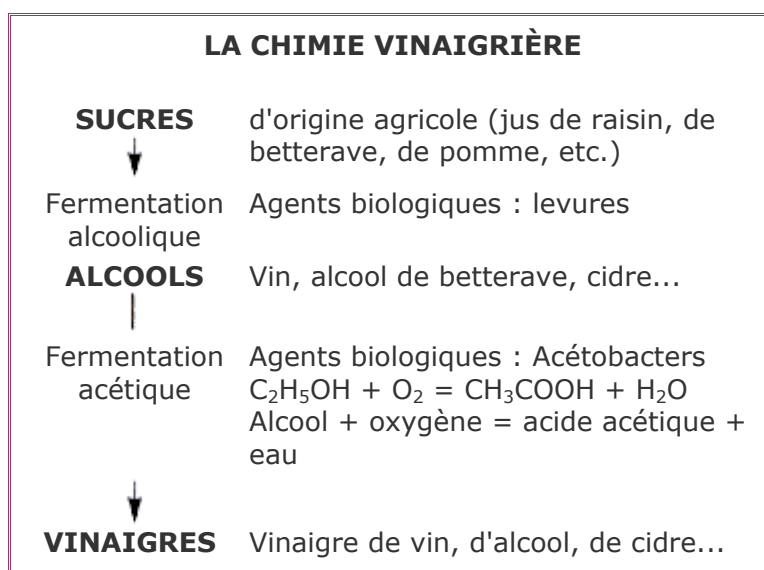 LA CHIMIE VINAIGRIÈRE
SUCRES d'origine agricole (jus de raisin, de
betterave, de pomme, etc.)
Fermentation Agents biologiques : levures
alcoolique
ALCOOLS Vin, alcool de betterave, cidre...
Fermentation Agents biologiques : Acétobacters
acétique C₂H₅OH + O₂ = CH₃COOH + H₂O
Alcool + oxygène = acide acétique +
eau
VINAIGRES Vinaigre de vin, d'alcool, de cidre...